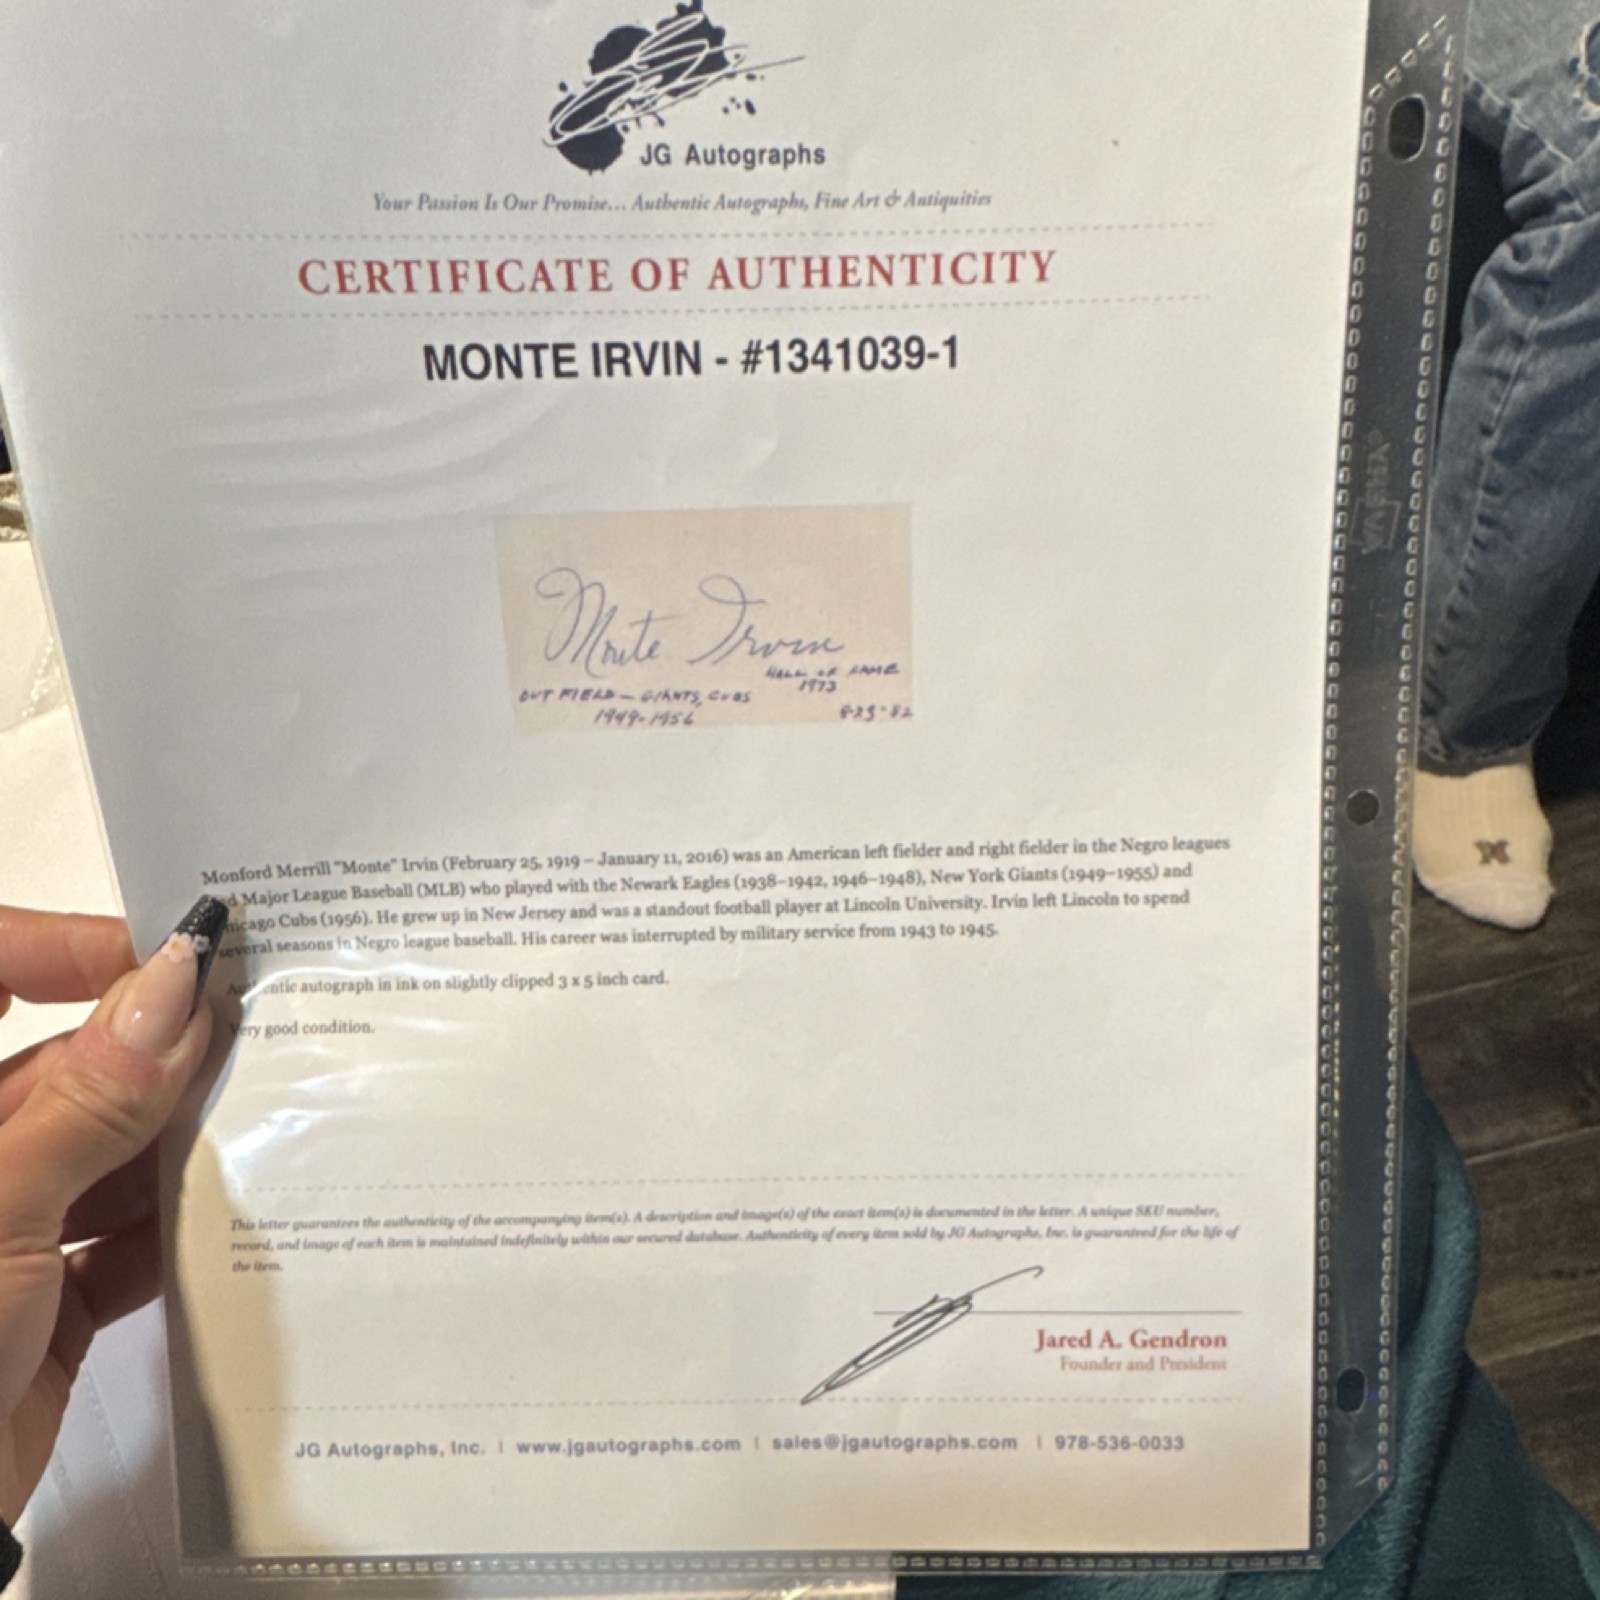 JG Autographs
Your Passion Is Our Promise... Authentic Autographs, Fine Art & Antiquities
CERTIFICATE OF AUTHENTICITY
MONTE IRVIN - #1341039-1
Monte Irvin
HALL OF FAME
1973
OUT FIELD - GIANTS, CUBS
1949-1956
8-23-82
Monford Merrill "Monte" Irvin (February 25, 1919 – January 11, 2016) was an American left fielder and right fielder in the Negro leagues
Major League Baseball (MLB) who played with the Newark Eagles (1938–1942, 1946–1948), New York Giants (1949–1955) and
Cubs (1956). He grew up in New Jersey and was a standout football player at Lincoln University. Irvin left Lincoln to spend
several seasons in Negro league baseball. His career was interrupted by military service from 1943 to 1945.
autograph in ink on slightly clipped 3 x 5 inch card.
good condition.
This letter guarantees the authenticity of the accompanying item(s). A description and image(s) of the exact item(s) is documented in the letter. A unique SKU number,
record, and image of each item is maintained indefinitely within our secured database. Authenticity of every item sold by JG Autographs, Inc. is guaranteed for the life of
the item.
Jared A. Gendron
Founder and President
JG Autographs, Inc. | www.jgautographs.com | sales@jgautographs.com | 978-536-0033